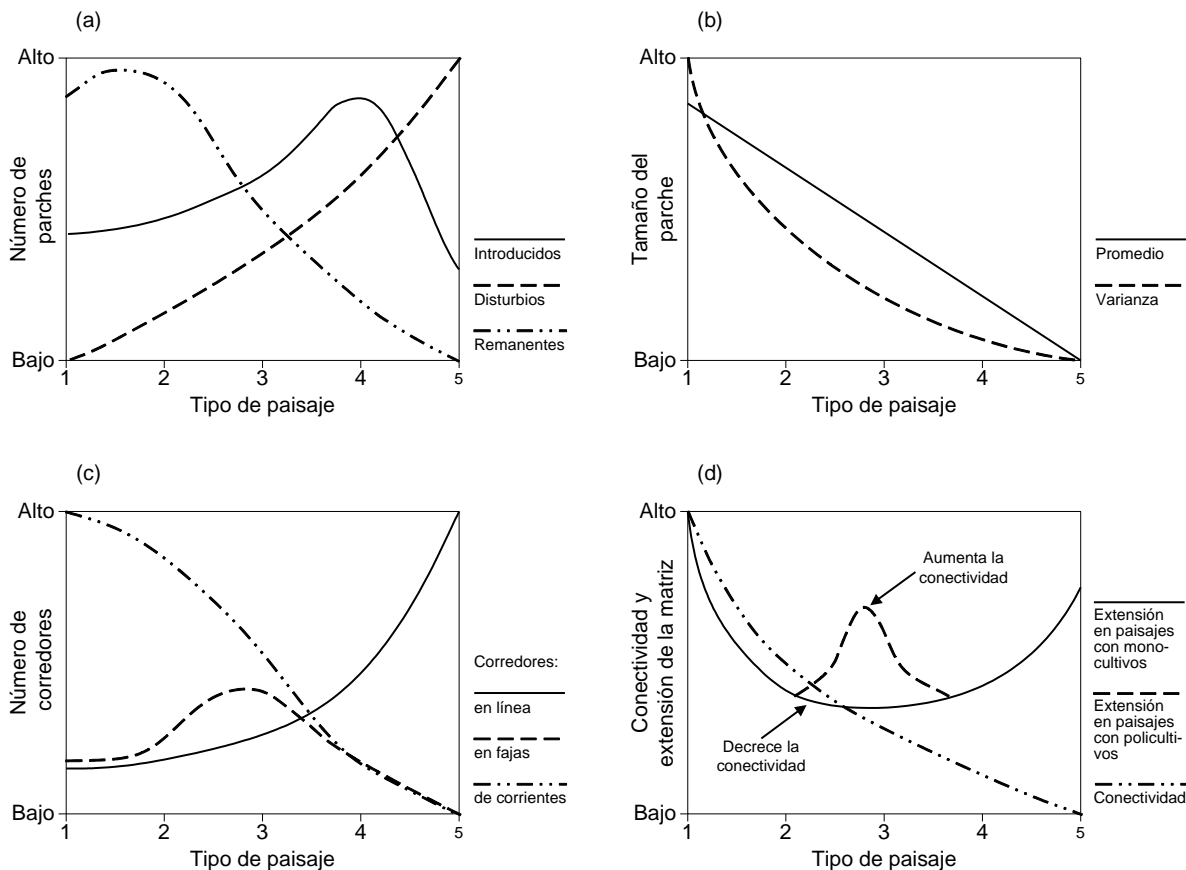 (a)
Alto
Número de
parches
Bajo
1 2 3 4 5
Tipo de paisaje
Introducidos
Disturbios
Remanentes
(b)
Alto
Tamaño del
parche
Bajo
1 2 3 4 5
Tipo de paisaje
Promedio
Varianza
(c)
Alto
Número de
corredores
Bajo
1 2 3 4 5
Tipo de paisaje
Corredores:
en línea
en fajas
de corrientes
(d)
Alto
Conectividad y
extensión de la matriz
Bajo
1 2 3 4 5
Tipo de paisaje
Aumenta la
conectividad
Decrece la
conectividad
Extensión
en paisajes
con mono-
cultivos
Extensión
en paisajes
con policulti-
vos
Conectividad